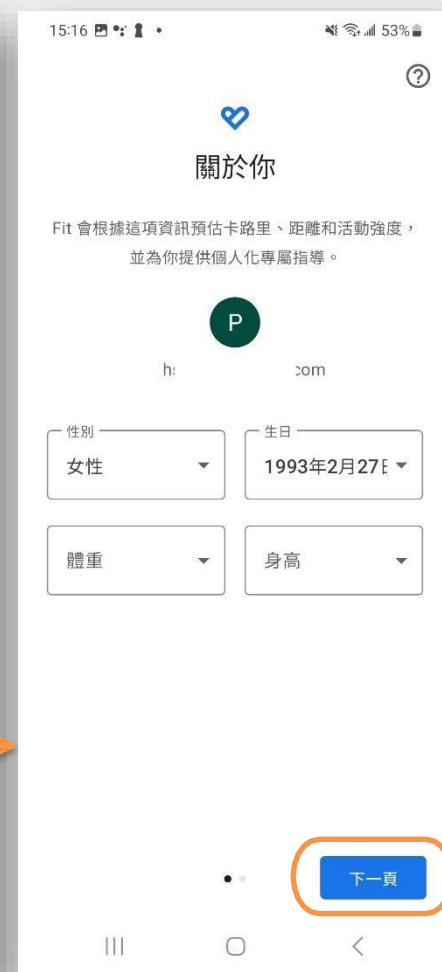 15:16 53%
關於你
Fit 會根據這項資訊預估卡路里、距離和活動強度，
並為你提供個人化專屬指導。
P
h com
性別 生日
女性 1993年2月27日
體重 身高
下一頁